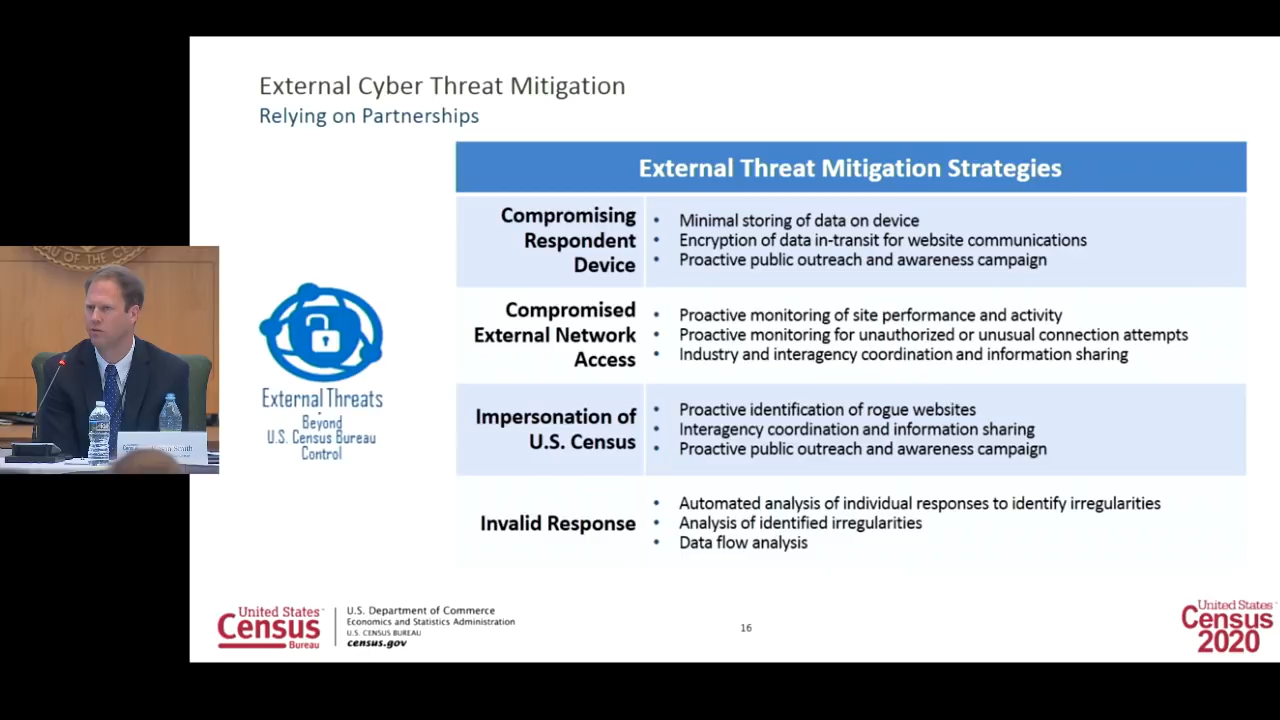 External Cyber Threat Mitigation
Relying on Partnerships
External Threat Mitigation Strategies
Compromising
Respondent
Device
• Minimal storing of data on device
• Encryption of data in-transit for website communications
• Proactive public outreach and awareness campaign
Compromised
External Network
Access
• Proactive monitoring of site performance and activity
• Proactive monitoring for unauthorized or unusual connection attempts
• Industry and interagency coordination and information sharing
Impersonation of
U.S. Census
• Proactive identification of rogue websites
• Interagency coordination and information sharing
• Proactive public outreach and awareness campaign
Invalid Response
• Automated analysis of individual responses to identify irregularities
• Analysis of identified irregularities
• Data flow analysis
External Threats
Beyond
U.S. Census Bureau
Control
Smith
United States
Census
Bureau
U.S. Department of Commerce
Economics and Statistics Administration
U.S. CENSUS BUREAU
census.gov
16
United States
Census
2020